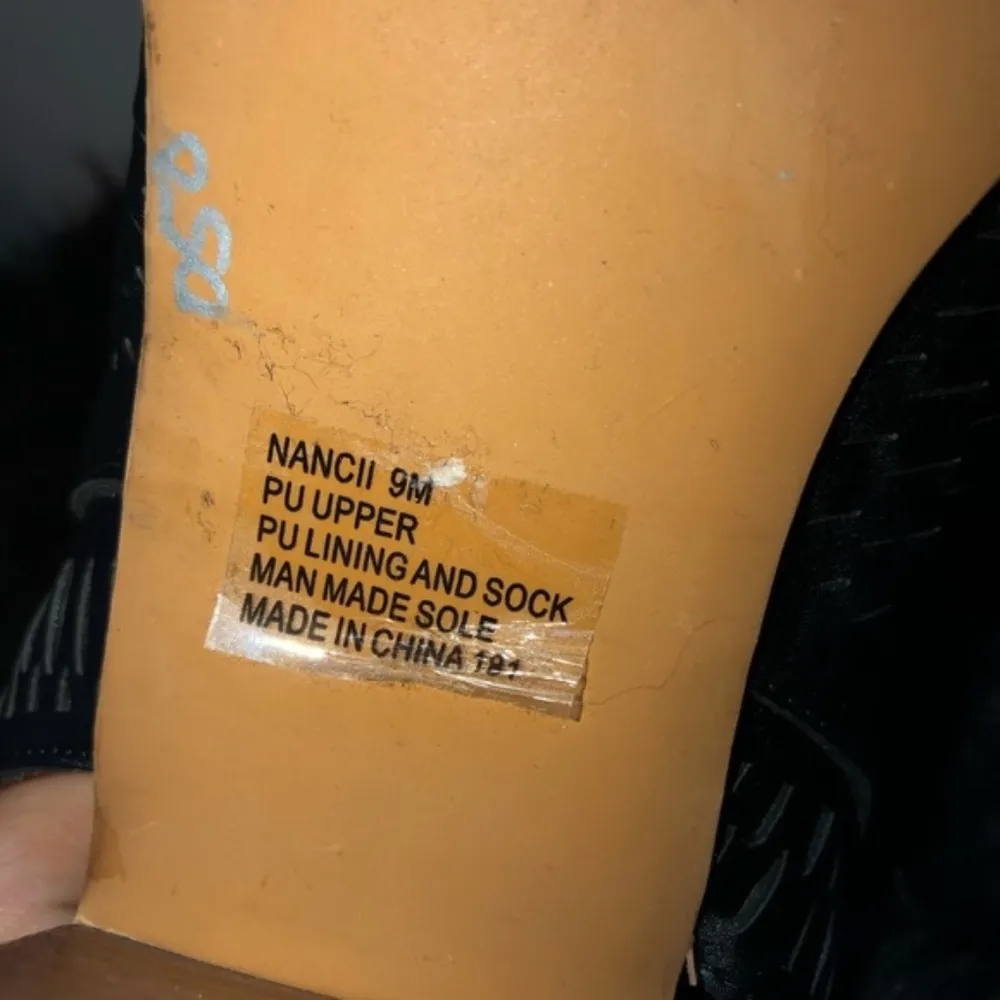 NANCII 9M
PU UPPER
PU LINING AND SOCK
MAN MADE SOLE
MADE IN CHINA 181